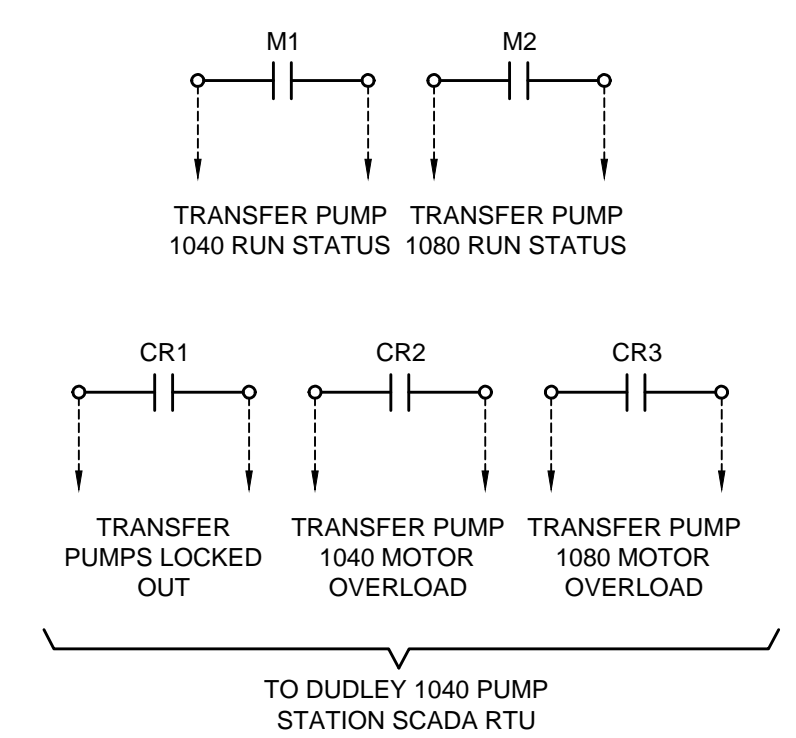 M1
M2
TRANSFER PUMP
1040 RUN STATUS
TRANSFER PUMP
1080 RUN STATUS
CR1
CR2
CR3
TRANSFER
PUMPS LOCKED
OUT
TRANSFER PUMP
1040 MOTOR
OVERLOAD
TRANSFER PUMP
1080 MOTOR
OVERLOAD
TO DUDLEY 1040 PUMP
STATION SCADA RTU